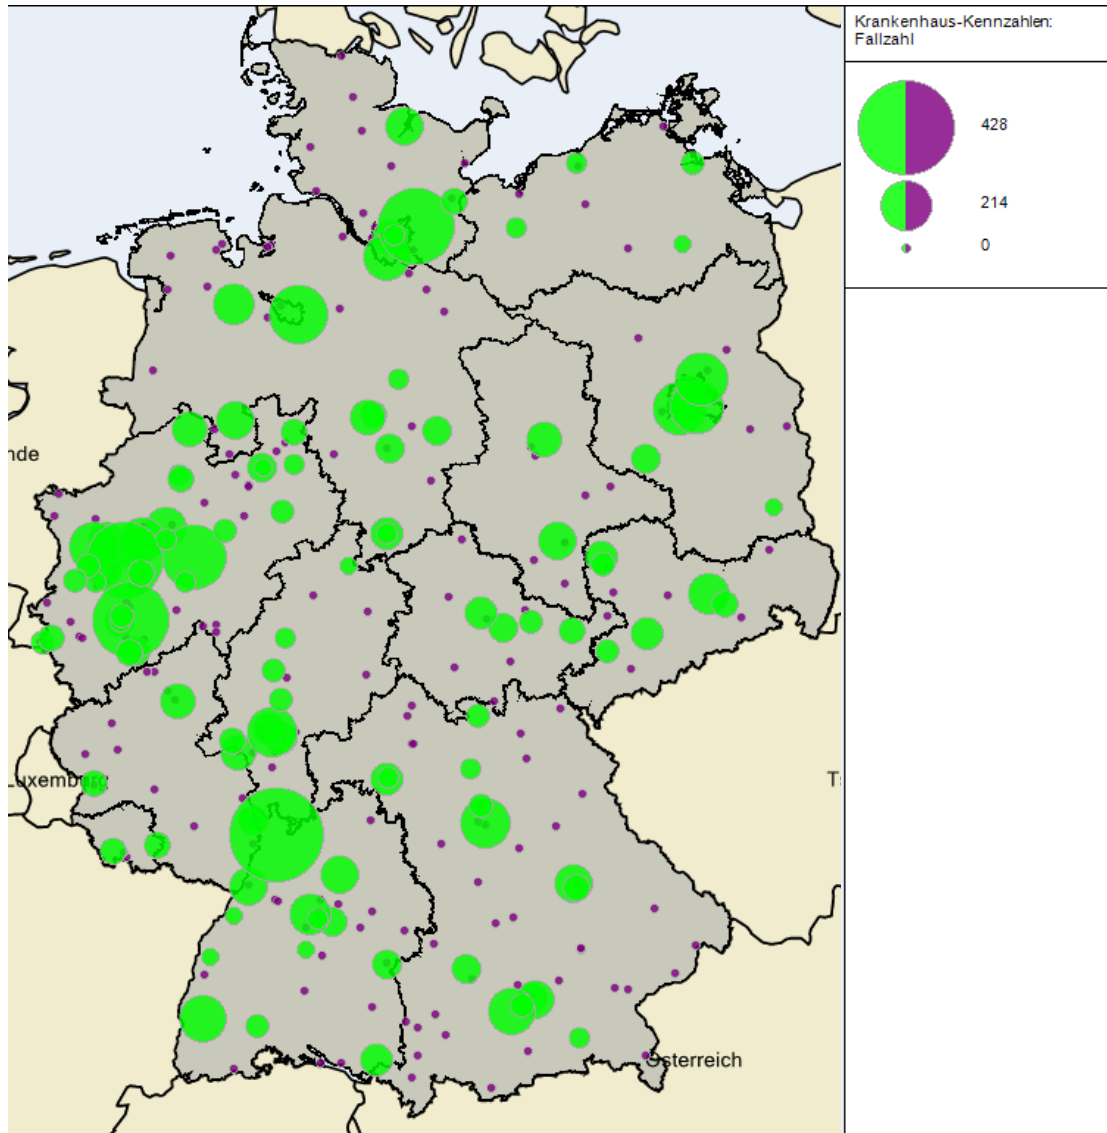 Krankenhaus-Kennzahlen:
Fallzahl
428
214
0
nde
Luxemburg
T
Österreich